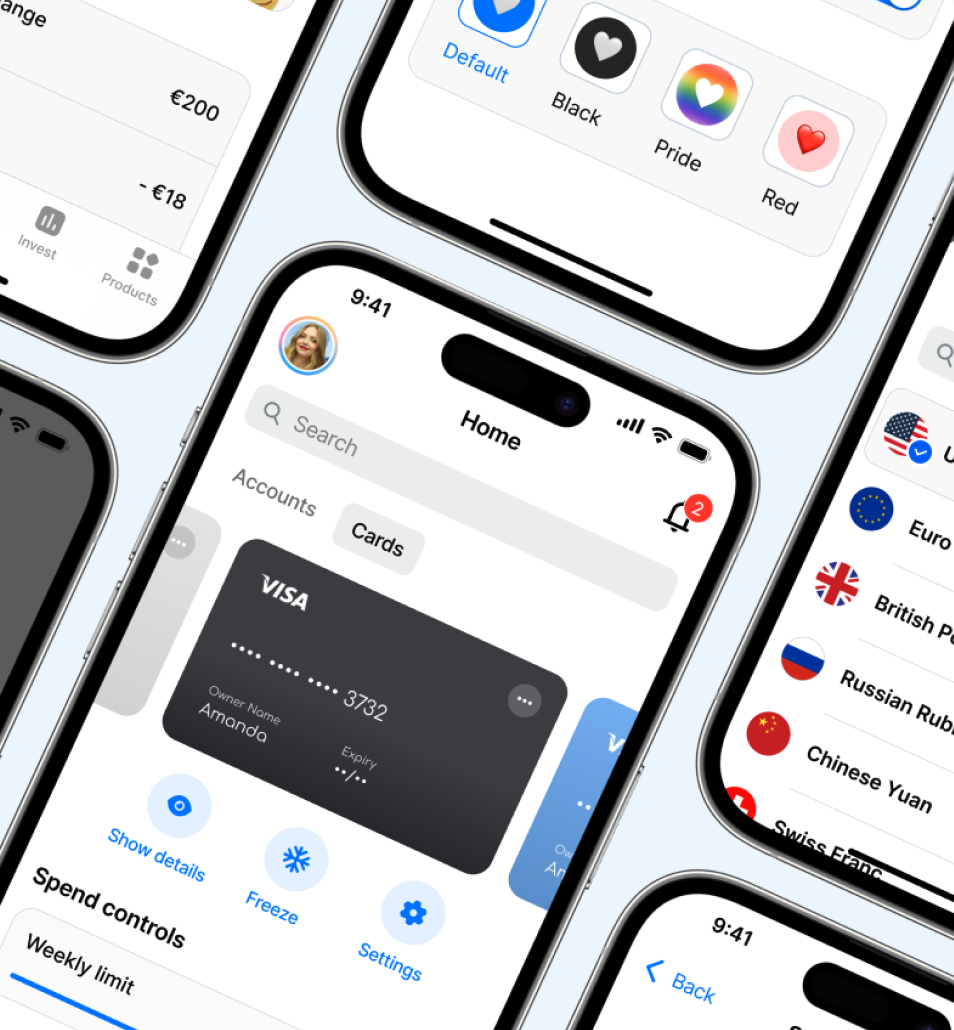 ange
€200
- €18
Invest
Products
Default
Black
Pride
Red
9:41
Home
Search
2
Accounts
Cards
VISA
•••• •••• •••• 3732
Owner Name
Amanda
Expiry
••/••
Show details
Freeze
Settings
Spend controls
Weekly limit
Euro
British Po
Russian Rub
Chinese Yuan
Swiss Franc
9:41
Back